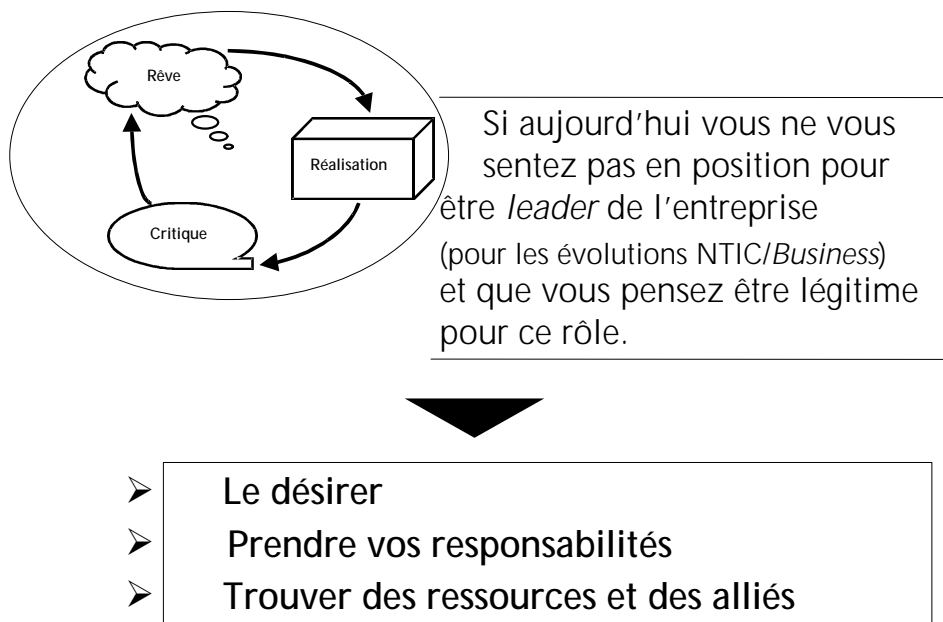 Rêve
Réalisation
Critique
Si aujourd'hui vous ne vous
sentez pas en position pour
être leader de l'entreprise
(pour les évolutions NTIC/Business)
et que vous pensez être légitime
pour ce rôle.
➢ Le désirer
➢ Prendre vos responsabilités
➢ Trouver des ressources et des alliés